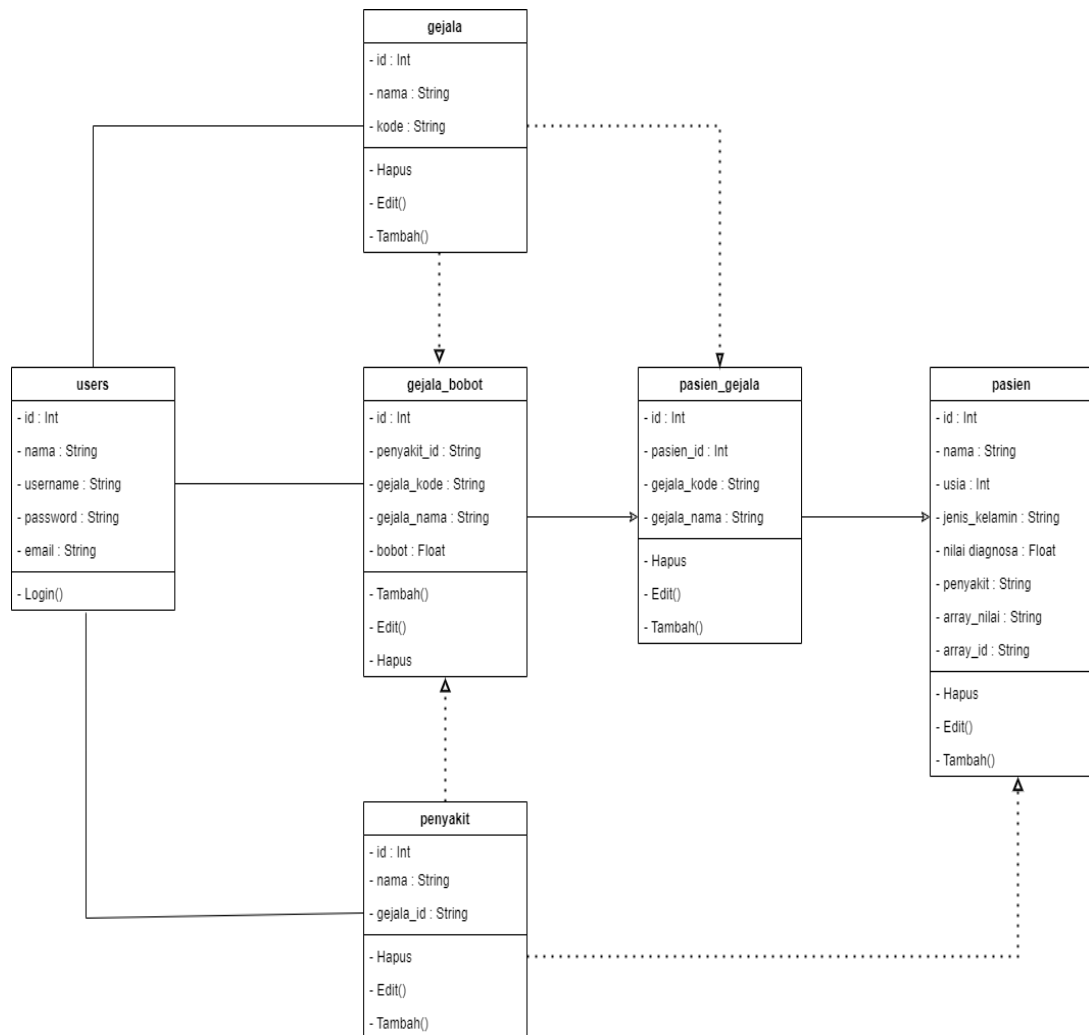 gejala
- id : Int
- nama : String
- kode : String
- Hapus
- Edit()
- Tambah()
users
- id : Int
- nama : String
- username : String
- password : String
- email : String
- Login()
gejala_bobot
- id : Int
- penyakit_id : String
- gejala_kode : String
- gejala_nama : String
- bobot : Float
- Tambah()
- Edit()
- Hapus
pasien_gejala
- id : Int
- pasien_id : Int
- gejala_kode : String
- gejala_nama : String
- Hapus
- Edit()
- Tambah()
pasien
- id : Int
- nama : String
- usia : Int
- jenis_kelamin : String
- nilai diagnosa : Float
- penyakit : String
- array_nilai : String
- array_id : String
- Hapus
- Edit()
- Tambah()
penyakit
- id : Int
- nama : String
- gejala_id : String
- Hapus
- Edit()
- Tambah()